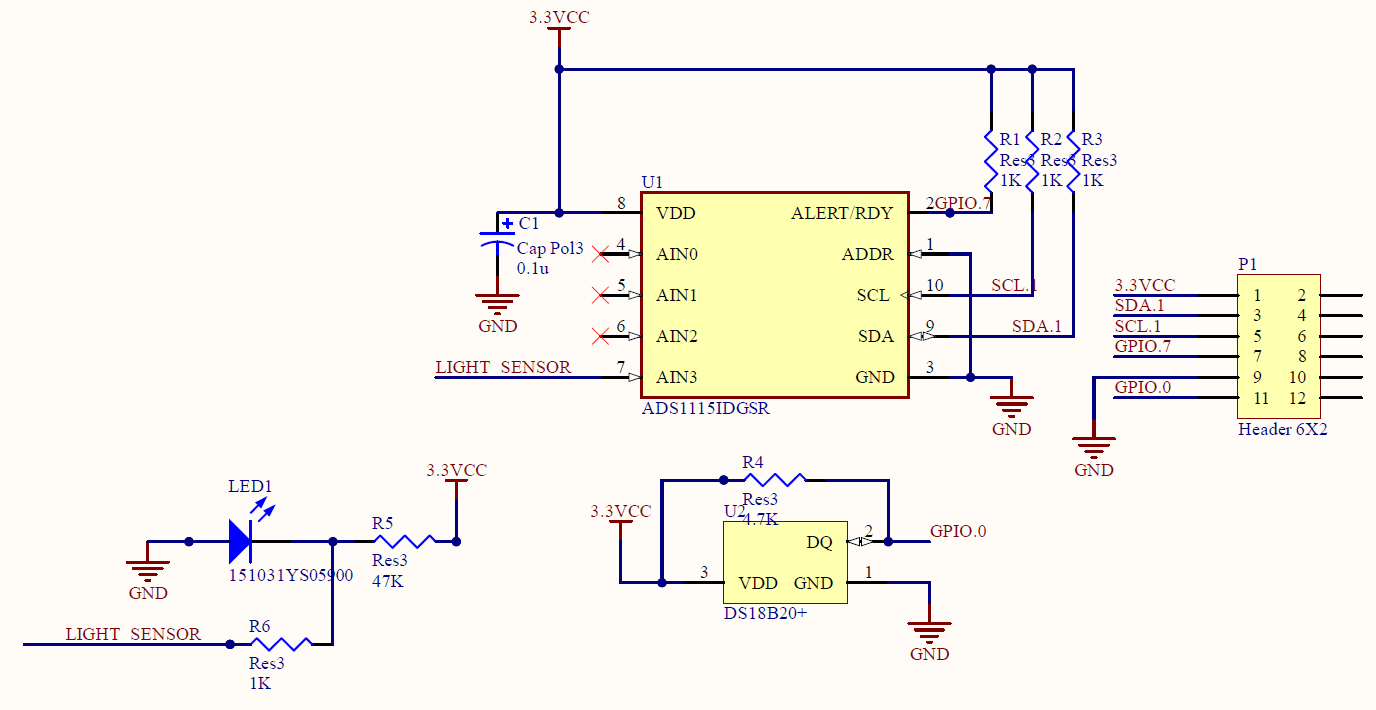 3.3VCC
R1 R2 R3
Res3 Res3 Res3
1K 1K 1K
U1
8 VDD ALERT/RDY 2 GPIO.7
C1
Cap Pol3
0.1u
GND
4 AIN0 ADDR 1
5 AIN1 SCL 10 SCL.1
6 AIN2 SDA 9 SDA.1
LIGHT SENSOR 7 AIN3 GND 3
ADS1115IDGSR
GND
P1
3.3VCC 1 2
SDA.1 3 4
SCL.1 5 6
GPIO.7 7 8
9 10
GPIO.0 11 12
Header 6X2
GND
LED1
151031YS05900
GND
R5
Res3
47K
3.3VCC
LIGHT SENSOR
R6
Res3
1K
3.3VCC
R4
Res3
4.7K
U2
DQ 2 GPIO.0
3 VDD GND 1
DS18B20+
GND